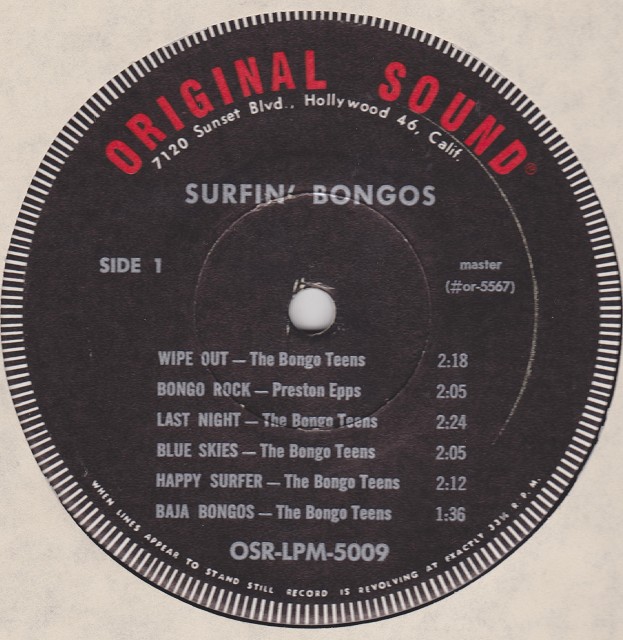 ORIGINAL SOUND®
7120 Sunset Blvd., Hollywood 46, Calif.
SURFIN' BONGOS
SIDE 1
master
(#or-5567)
WIPE OUT — The Bongo Teens 2:18
BONGO ROCK — Preston Epps 2:05
LAST NIGHT — The Bongo Teens 2:24
BLUE SKIES — The Bongo Teens 2:05
HAPPY SURFER — The Bongo Teens 2:12
BAJA BONGOS — The Bongo Teens 1:36
OSR-LPM-5009
WHEN LINES APPEAR TO STAND STILL RECORD IS REVOLVING AT EXACTLY 33⅓ R.P.M.